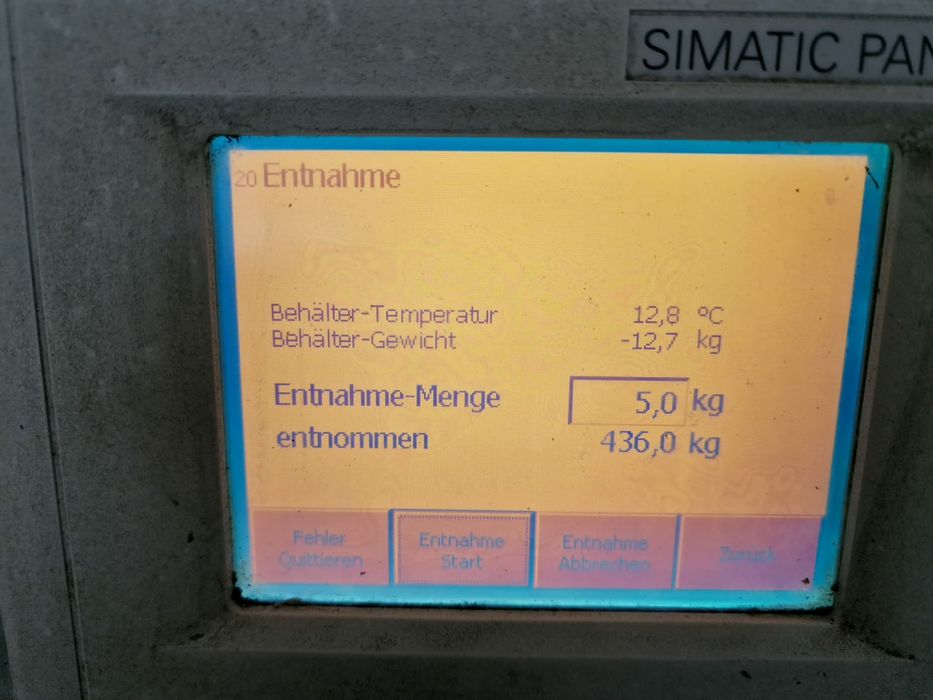 SIMATIC PAN
20 Entnahme
Behälter-Temperatur 12,8 °C
Behälter-Gewicht -12,7 kg
Entnahme-Menge 5,0 kg
entnommen 436,0 kg
Fehler Quittieren
Entnahme Start
Entnahme Abbrechen
Zurück